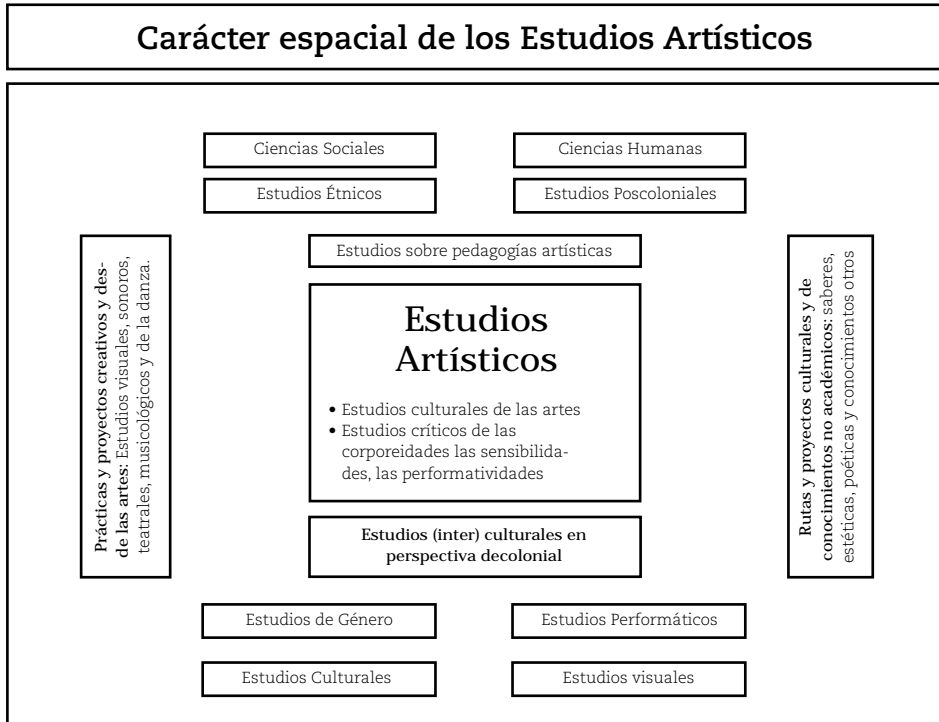 Carácter espacial de los Estudios Artísticos
Ciencias Sociales
Ciencias Humanas
Estudios Étnicos
Estudios Poscoloniales
Prácticas y proyectos creativos y des-
de las artes: Estudios visuales, sonoros,
teatrales, musicológicos y de la danza.
Estudios sobre pedagogías artísticas
Estudios
Artísticos
• Estudios culturales de las artes
• Estudios críticos de las
corporeidades las sensibilida-
des, las performatividades
Estudios (inter) culturales en
perspectiva decolonial
Rutas y proyectos culturales y de
conocimientos no académicos: saberes,
estéticas, poéticas y conocimientos otros
Estudios de Género
Estudios Performáticos
Estudios Culturales
Estudios visuales